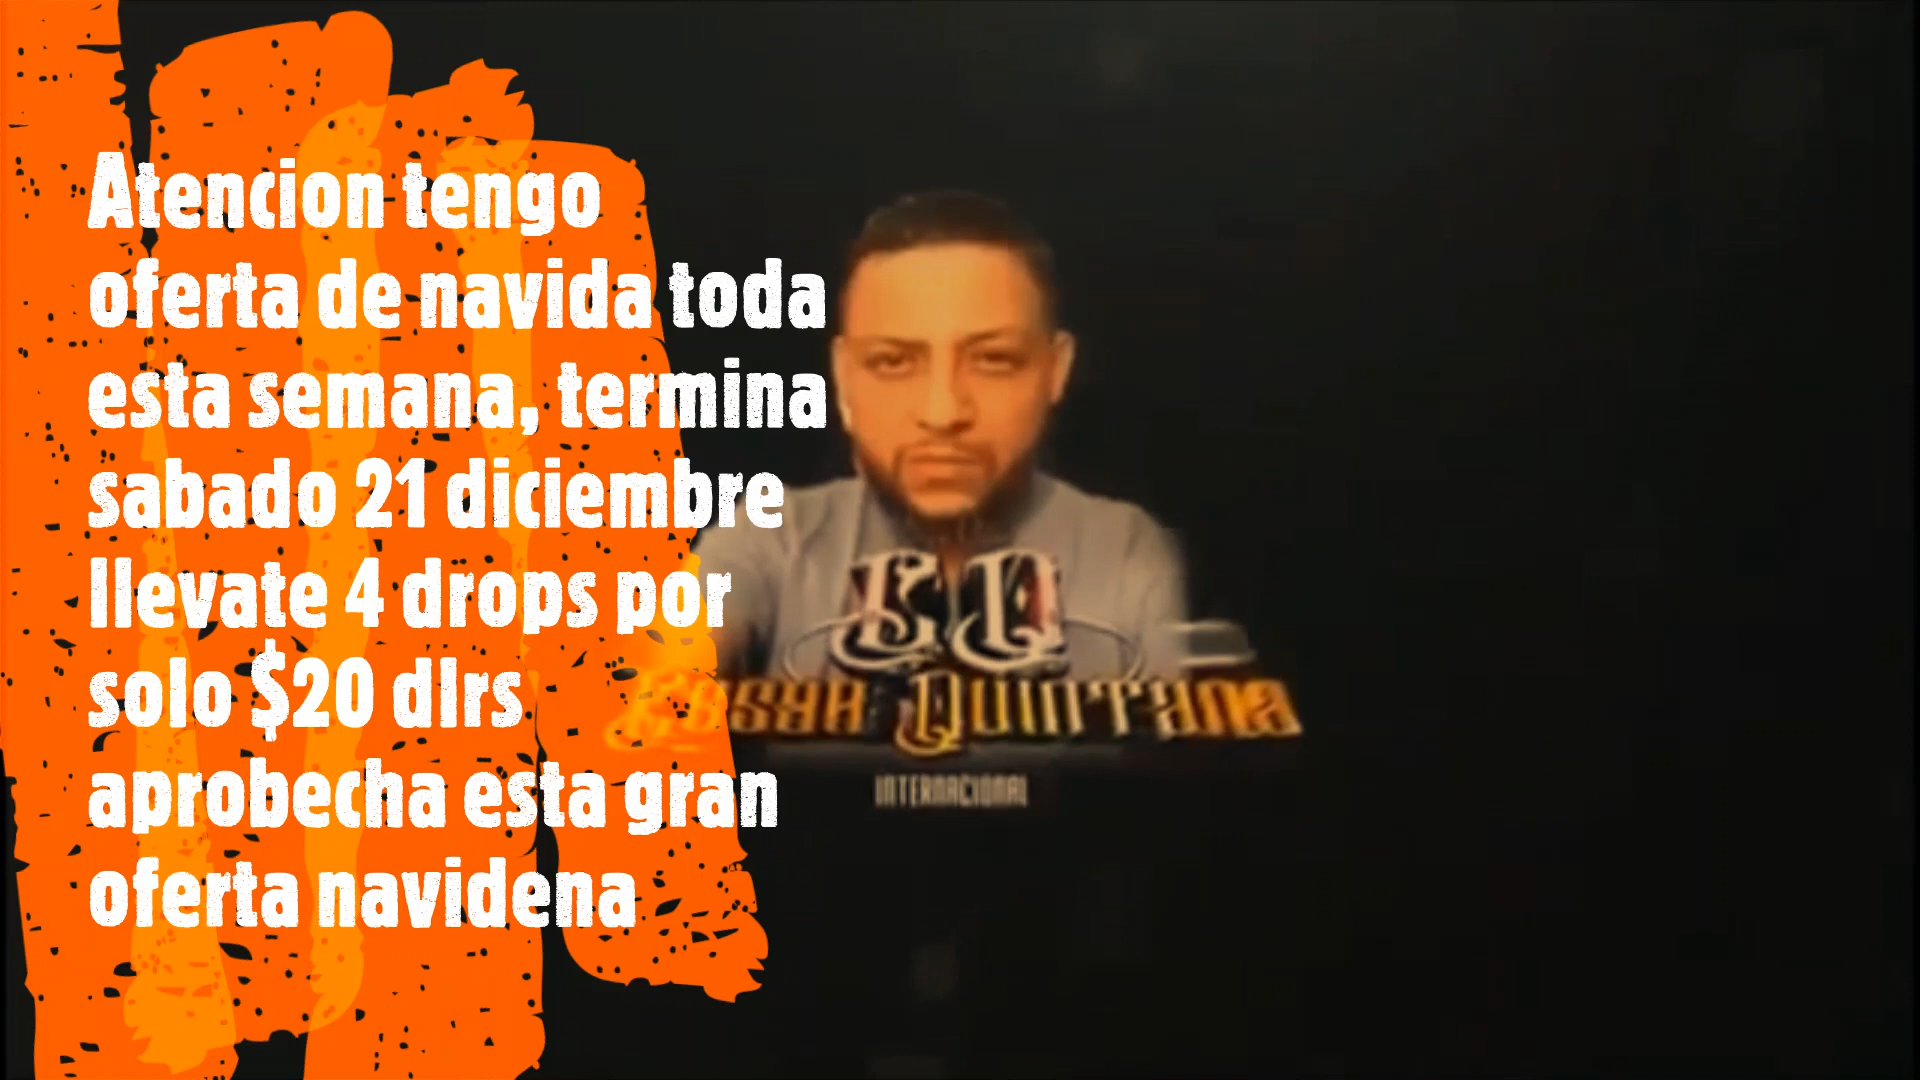 Atencion tengo
oferta de navida toda
esta semana, termina
sabado 21 diciembre
llevate 4 drops por
solo $20 dlrs
aprobecha esta gran
oferta navidena
Quintana
INTERNACIONAL